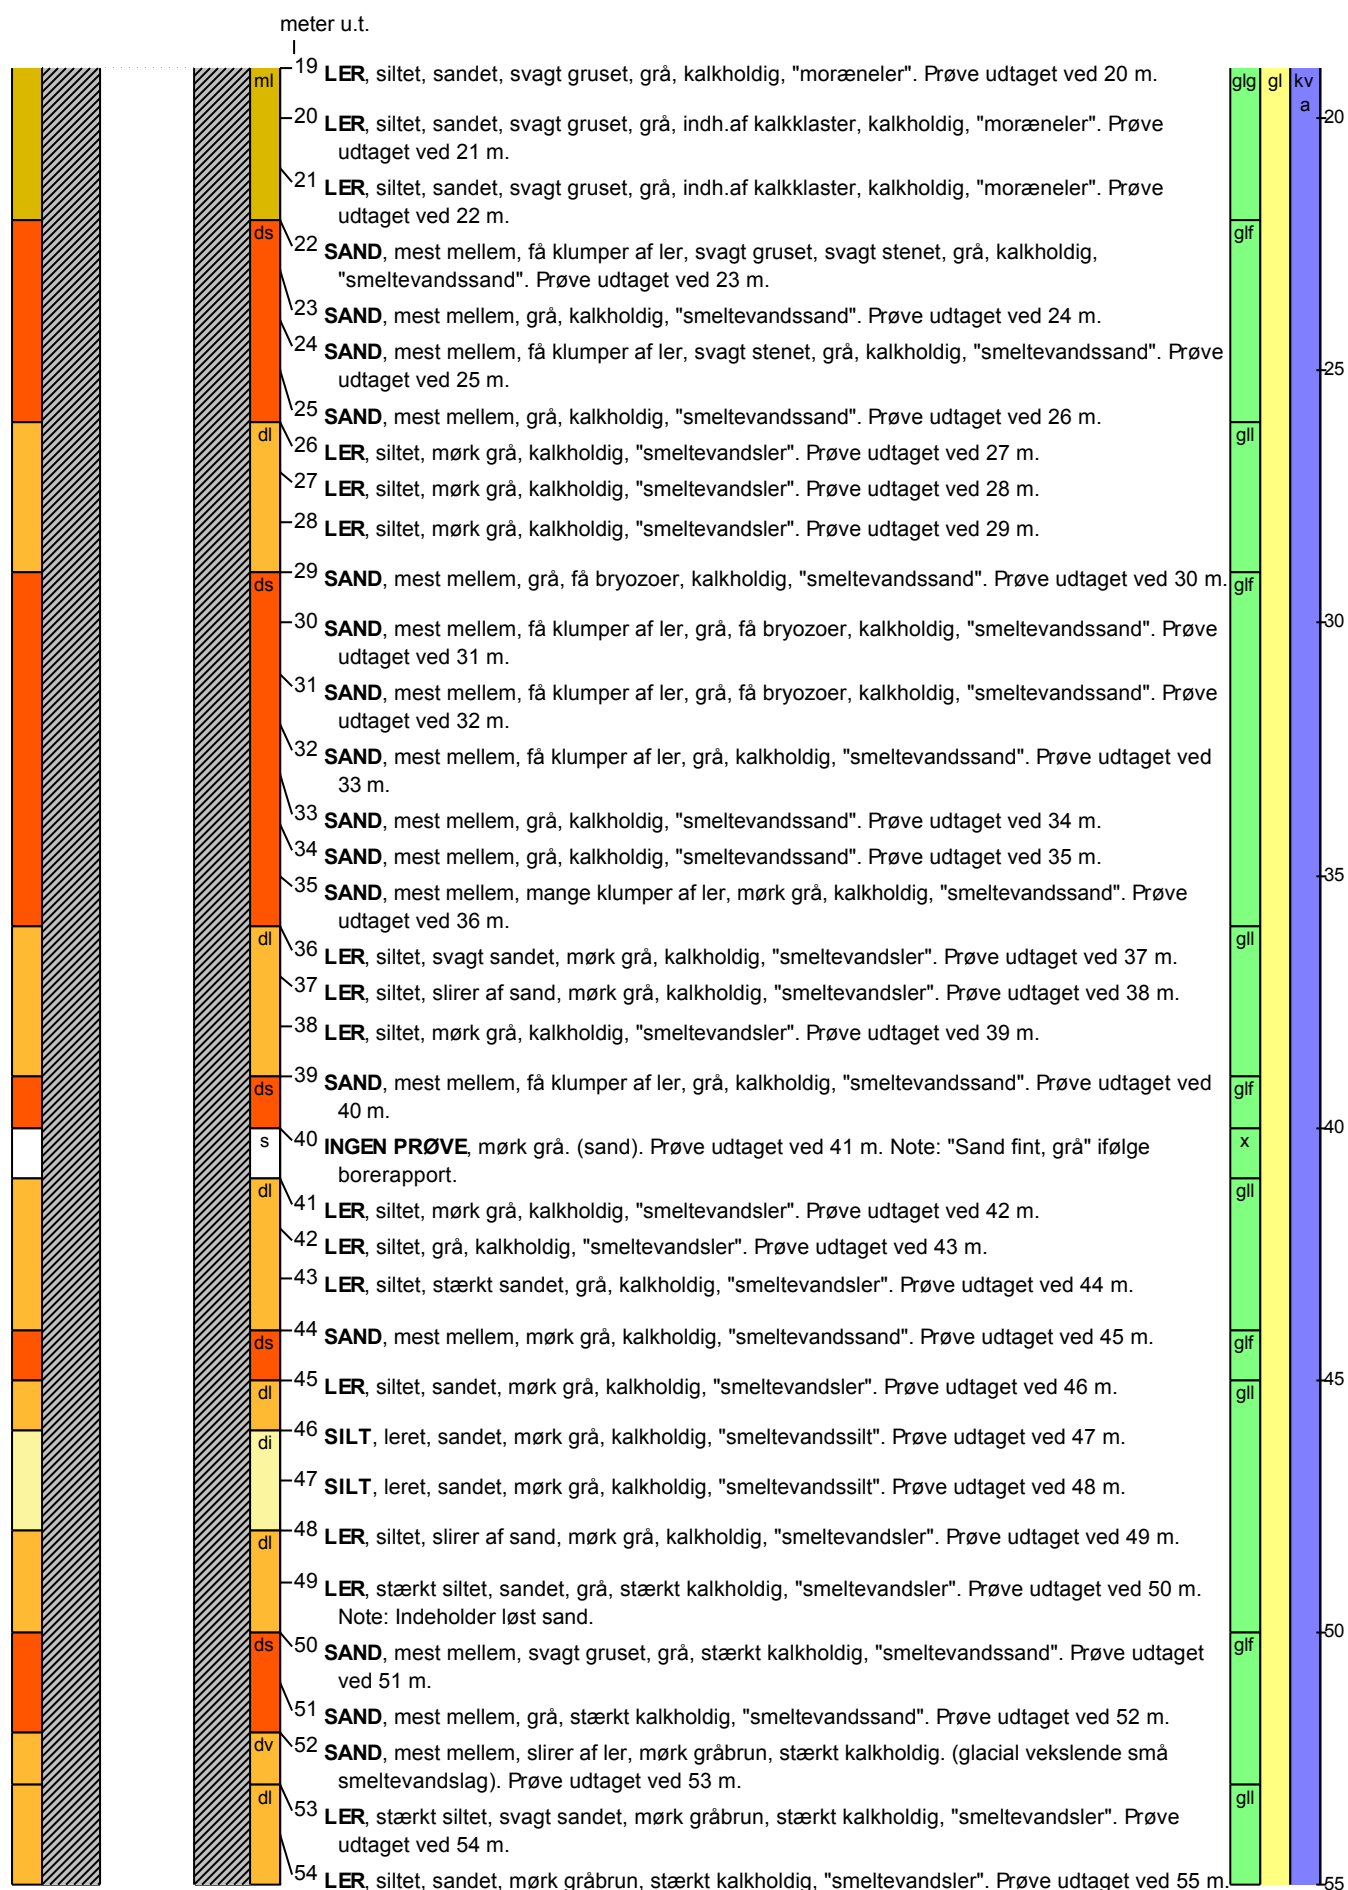 meter u.t.
19 LER, siltet, sandet, svagt gruset, grå, kalkholdig, "moræneler". Prøve udtaget ved 20 m.
ml glg gl kv
a
20 LER, siltet, sandet, svagt gruset, grå, indh.af kalkklaster, kalkholdig, "moræneler". Prøve 20
udtaget ved 21 m.
21 LER, siltet, sandet, svagt gruset, grå, indh.af kalkklaster, kalkholdig, "moræneler". Prøve
udtaget ved 22 m.
ds glf
22 SAND, mest mellem, få klumper af ler, svagt gruset, svagt stenet, grå, kalkholdig,
"smeltevandssand". Prøve udtaget ved 23 m.
23 SAND, mest mellem, grå, kalkholdig, "smeltevandssand". Prøve udtaget ved 24 m.
24 SAND, mest mellem, få klumper af ler, svagt stenet, grå, kalkholdig, "smeltevandssand". Prøve
udtaget ved 25 m. 25
25 SAND, mest mellem, grå, kalkholdig, "smeltevandssand". Prøve udtaget ved 26 m.
dl gll
26 LER, siltet, mørk grå, kalkholdig, "smeltevandsler". Prøve udtaget ved 27 m.
27 LER, siltet, mørk grå, kalkholdig, "smeltevandsler". Prøve udtaget ved 28 m.
28 LER, siltet, mørk grå, kalkholdig, "smeltevandsler". Prøve udtaget ved 29 m.
29 SAND, mest mellem, grå, få bryozoer, kalkholdig, "smeltevandssand". Prøve udtaget ved 30 m.
ds glf
30 SAND, mest mellem, få klumper af ler, grå, få bryozoer, kalkholdig, "smeltevandssand". Prøve 30
udtaget ved 31 m.
31 SAND, mest mellem, få klumper af ler, grå, få bryozoer, kalkholdig, "smeltevandssand". Prøve
udtaget ved 32 m.
32 SAND, mest mellem, få klumper af ler, grå, kalkholdig, "smeltevandssand". Prøve udtaget ved
33 m.
33 SAND, mest mellem, grå, kalkholdig, "smeltevandssand". Prøve udtaget ved 34 m.
34 SAND, mest mellem, grå, kalkholdig, "smeltevandssand". Prøve udtaget ved 35 m.
35 SAND, mest mellem, mange klumper af ler, mørk grå, kalkholdig, "smeltevandssand". Prøve 35
udtaget ved 36 m.
dl gll
36 LER, siltet, svagt sandet, mørk grå, kalkholdig, "smeltevandsler". Prøve udtaget ved 37 m.
37 LER, siltet, slirer af sand, mørk grå, kalkholdig, "smeltevandsler". Prøve udtaget ved 38 m.
38 LER, siltet, mørk grå, kalkholdig, "smeltevandsler". Prøve udtaget ved 39 m.
39 SAND, mest mellem, få klumper af ler, grå, kalkholdig, "smeltevandssand". Prøve udtaget ved
ds glf
40 m.
s 40 INGEN PRØVE, mørk grå. (sand). Prøve udtaget ved 41 m. Note: "Sand fint, grå" ifølge x 40
borerapport.
dl gll
41 LER, siltet, mørk grå, kalkholdig, "smeltevandsler". Prøve udtaget ved 42 m.
42 LER, siltet, grå, kalkholdig, "smeltevandsler". Prøve udtaget ved 43 m.
43 LER, siltet, stærkt sandet, grå, kalkholdig, "smeltevandsler". Prøve udtaget ved 44 m.
ds 44 SAND, mest mellem, mørk grå, kalkholdig, "smeltevandssand". Prøve udtaget ved 45 m. glf
dl 45 LER, siltet, sandet, mørk grå, kalkholdig, "smeltevandsler". Prøve udtaget ved 46 m. gll 45
di 46 SILT, leret, sandet, mørk grå, kalkholdig, "smeltevandssilt". Prøve udtaget ved 47 m.
47 SILT, leret, sandet, mørk grå, kalkholdig, "smeltevandssilt". Prøve udtaget ved 48 m.
dl 48 LER, siltet, slirer af sand, mørk grå, kalkholdig, "smeltevandsler". Prøve udtaget ved 49 m.
49 LER, stærkt siltet, sandet, grå, stærkt kalkholdig, "smeltevandsler". Prøve udtaget ved 50 m.
Note: Indeholder løst sand.
ds 50 SAND, mest mellem, svagt gruset, grå, stærkt kalkholdig, "smeltevandssand". Prøve udtaget glf 50
ved 51 m.
51 SAND, mest mellem, grå, stærkt kalkholdig, "smeltevandssand". Prøve udtaget ved 52 m.
dv 52 SAND, mest mellem, slirer af ler, mørk gråbrun, stærkt kalkholdig. (glacial vekslende små
smeltevandslag). Prøve udtaget ved 53 m.
dl gll
53 LER, stærkt siltet, svagt sandet, mørk gråbrun, stærkt kalkholdig, "smeltevandsler". Prøve
udtaget ved 54 m.
54 LER, siltet, sandet, mørk gråbrun, stærkt kalkholdig, "smeltevandsler". Prøve udtaget ved 55 m. 55